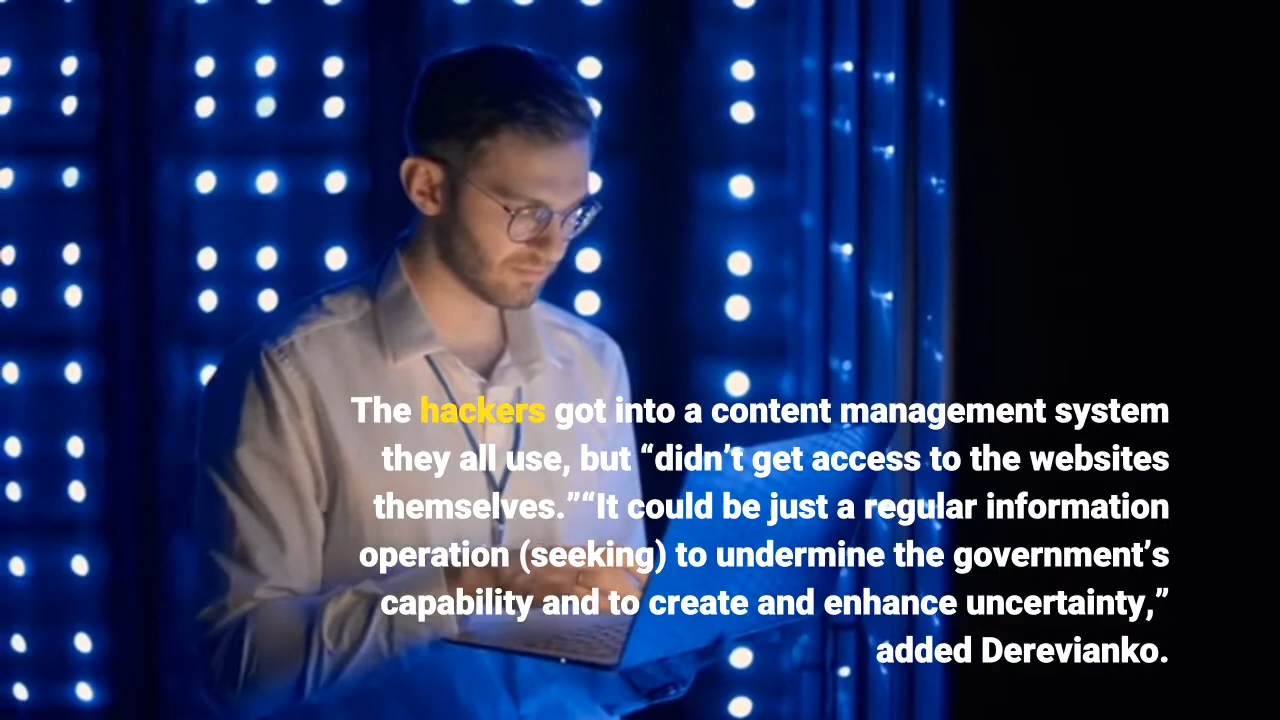 The hackers got into a content management system
they all use, but “didn’t get access to the websites
themselves.”“It could be just a regular information
operation (seeking) to undermine the government’s
capability and to create and enhance uncertainty,”
added Derevianko.